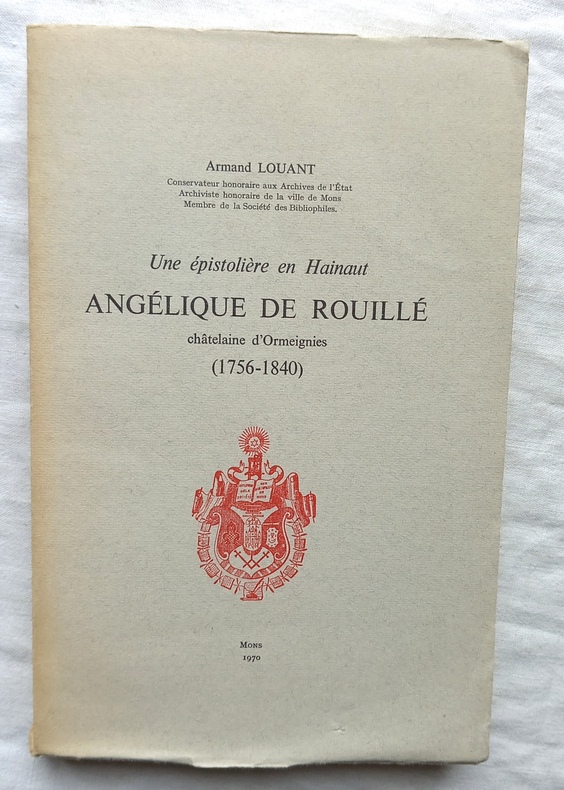 Armand LOUANT
Conservateur honoraire aux Archives de l'État
Archiviste honoraire de la ville de Mons
Membre de la Société des Bibliophiles.
Une épistolière en Hainaut
ANGÉLIQUE DE ROUILLÉ
châtelaine d'Ormeignies
(1756-1840)
Mons
1970